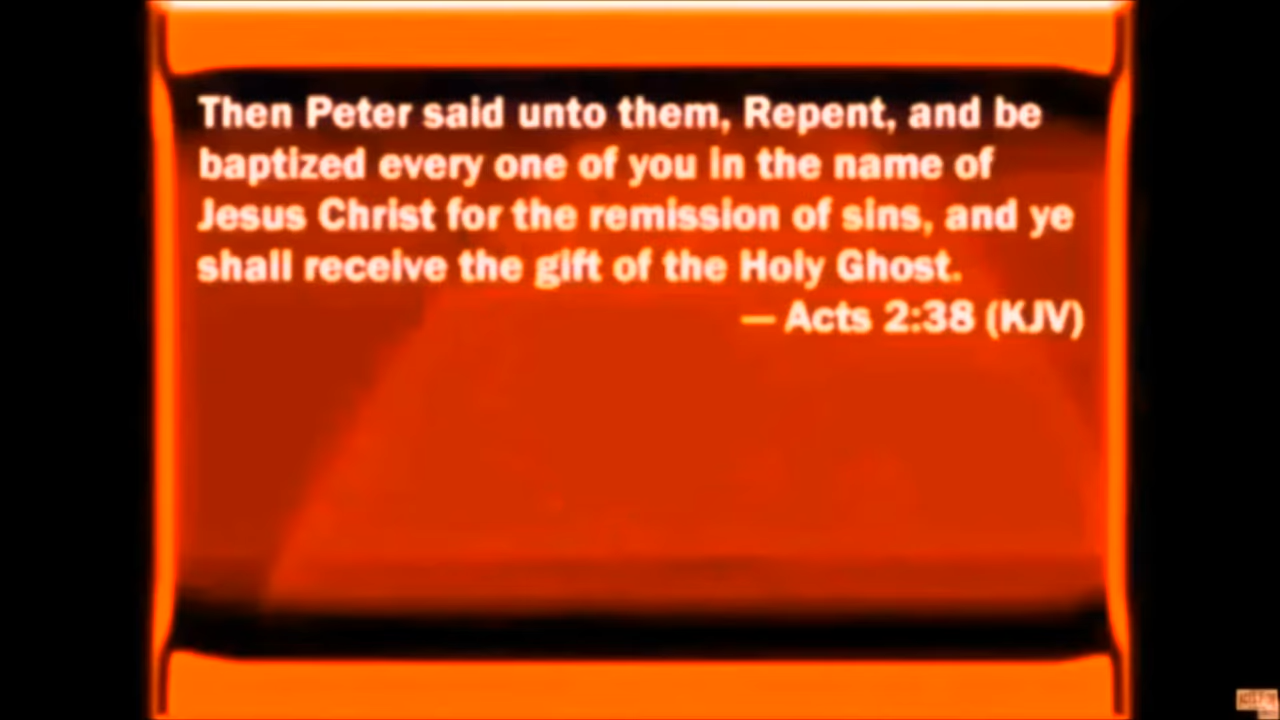 Then Peter said unto them, Repent, and be
baptized every one of you in the name of
Jesus Christ for the remission of sins, and ye
shall receive the gift of the Holy Ghost.
— Acts 2:38 (KJV)